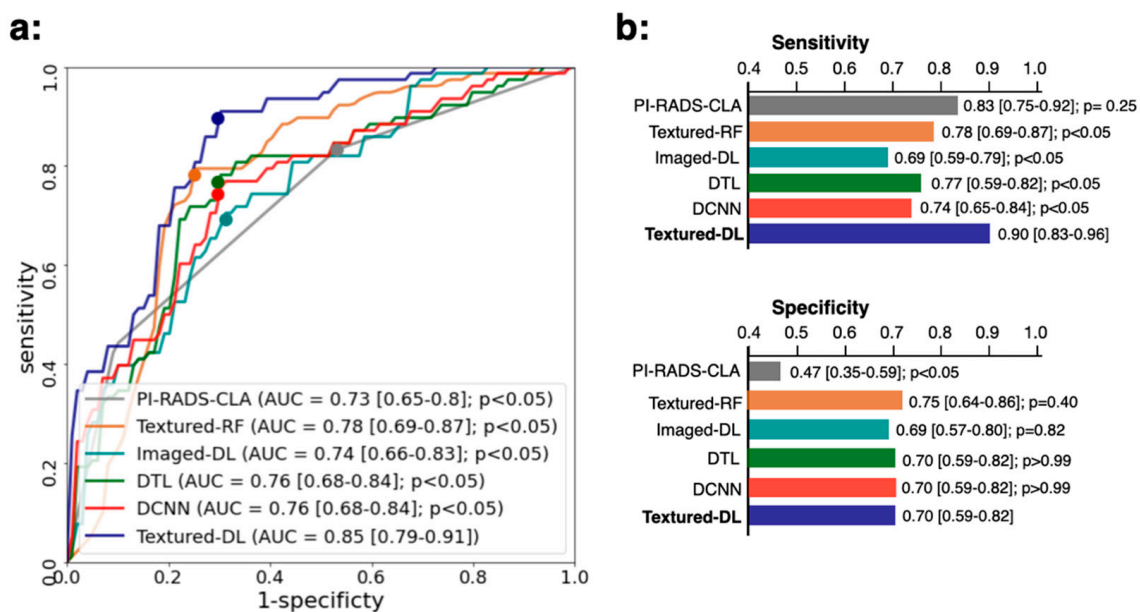 a:
1.0
0.8
0.6
0.4
0.2
0.0
sensitivity
0.0 0.2 0.4 0.6 0.8 1.0
1-specificty
PI-RADS-CLA (AUC = 0.73 [0.65-0.8]; p<0.05)
Textured-RF (AUC = 0.78 [0.69-0.87]; p<0.05)
Imaged-DL (AUC = 0.74 [0.66-0.83]; p<0.05)
DTL (AUC = 0.76 [0.68-0.84]; p<0.05)
DCNN (AUC = 0.76 [0.68-0.84]; p<0.05)
Textured-DL (AUC = 0.85 [0.79-0.91])
b:
Sensitivity
0.4 0.5 0.6 0.7 0.8 0.9 1.0
PI-RADS-CLA 0.83 [0.75-0.92]; p= 0.25
Textured-RF 0.78 [0.69-0.87]; p<0.05
Imaged-DL 0.69 [0.59-0.79]; p<0.05
DTL 0.77 [0.59-0.82]; p<0.05
DCNN 0.74 [0.65-0.84]; p<0.05
Textured-DL 0.90 [0.83-0.96]
Specificity
0.4 0.5 0.6 0.7 0.8 0.9 1.0
PI-RADS-CLA 0.47 [0.35-0.59]; p<0.05
Textured-RF 0.75 [0.64-0.86]; p=0.40
Imaged-DL 0.69 [0.57-0.80]; p=0.82
DTL 0.70 [0.59-0.82]; p>0.99
DCNN 0.70 [0.59-0.82]; p>0.99
Textured-DL 0.70 [0.59-0.82]